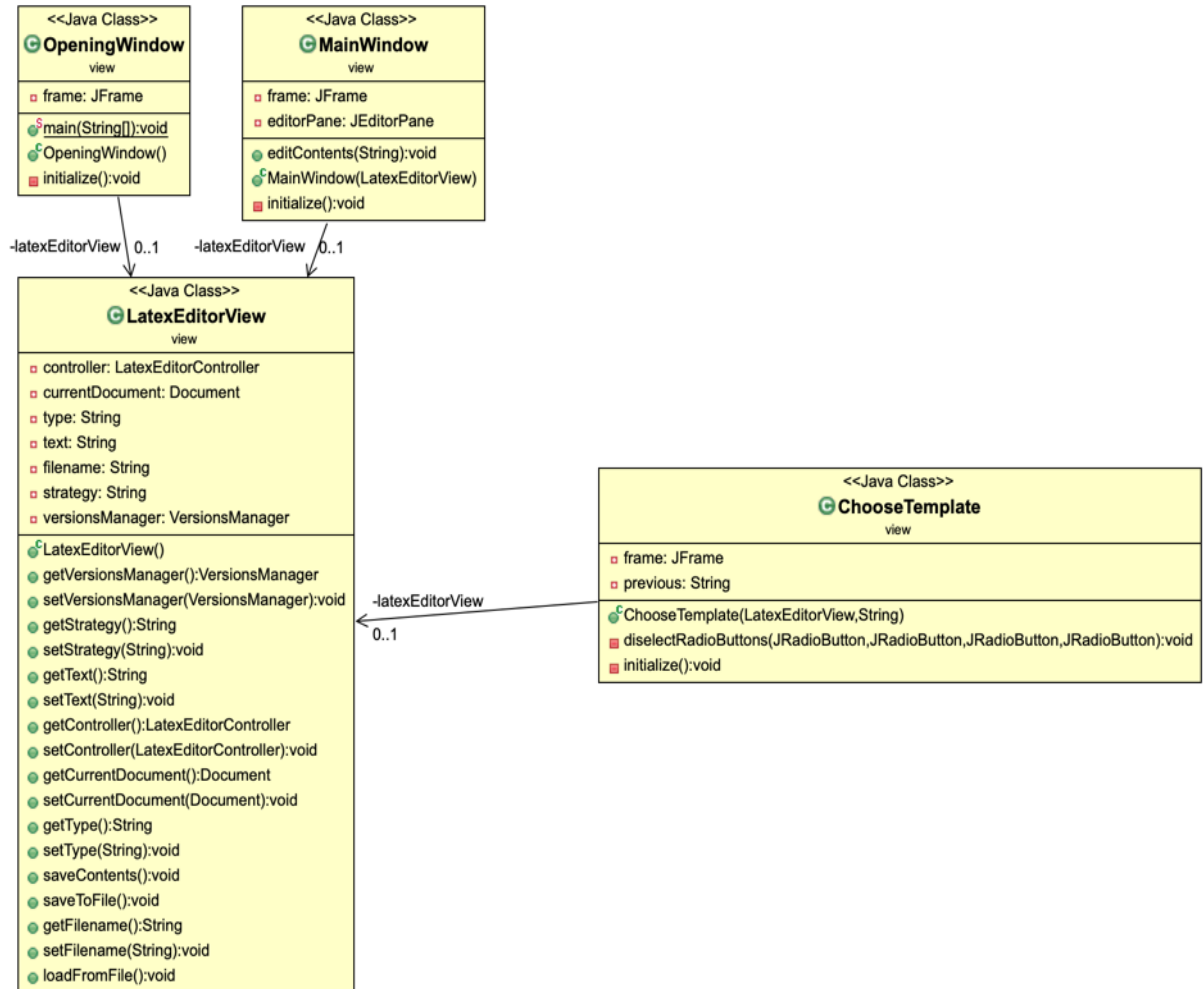 <<Java Class>>
OpeningWindow
view
frame: JFrame
main(String[]):void
OpeningWindow()
initialize():void
<<Java Class>>
MainWindow
view
frame: JFrame
editorPane: JEditorPane
editContents(String):void
MainWindow(LatexEditorView)
initialize():void
-latexEditorView 0..1
-latexEditorView 0..1
<<Java Class>>
LatexEditorView
view
controller: LatexEditorController
currentDocument: Document
type: String
text: String
filename: String
strategy: String
versionsManager: VersionsManager
LatexEditorView()
getVersionsManager():VersionsManager
setVersionsManager(VersionsManager):void
getStrategy():String
setStrategy(String):void
getText():String
setText(String):void
getController():LatexEditorController
setController(LatexEditorController):void
getCurrentDocument():Document
setCurrentDocument(Document):void
getType():String
setType(String):void
saveContents():void
saveToFile():void
getFilename():String
setFilename(String):void
loadFromFile():void
-latexEditorView
0..1
<<Java Class>>
ChooseTemplate
view
frame: JFrame
previous: String
ChooseTemplate(LatexEditorView,String)
diselectRadioButtons(JRadioButton,JRadioButton,JRadioButton,JRadioButton):void
initialize():void